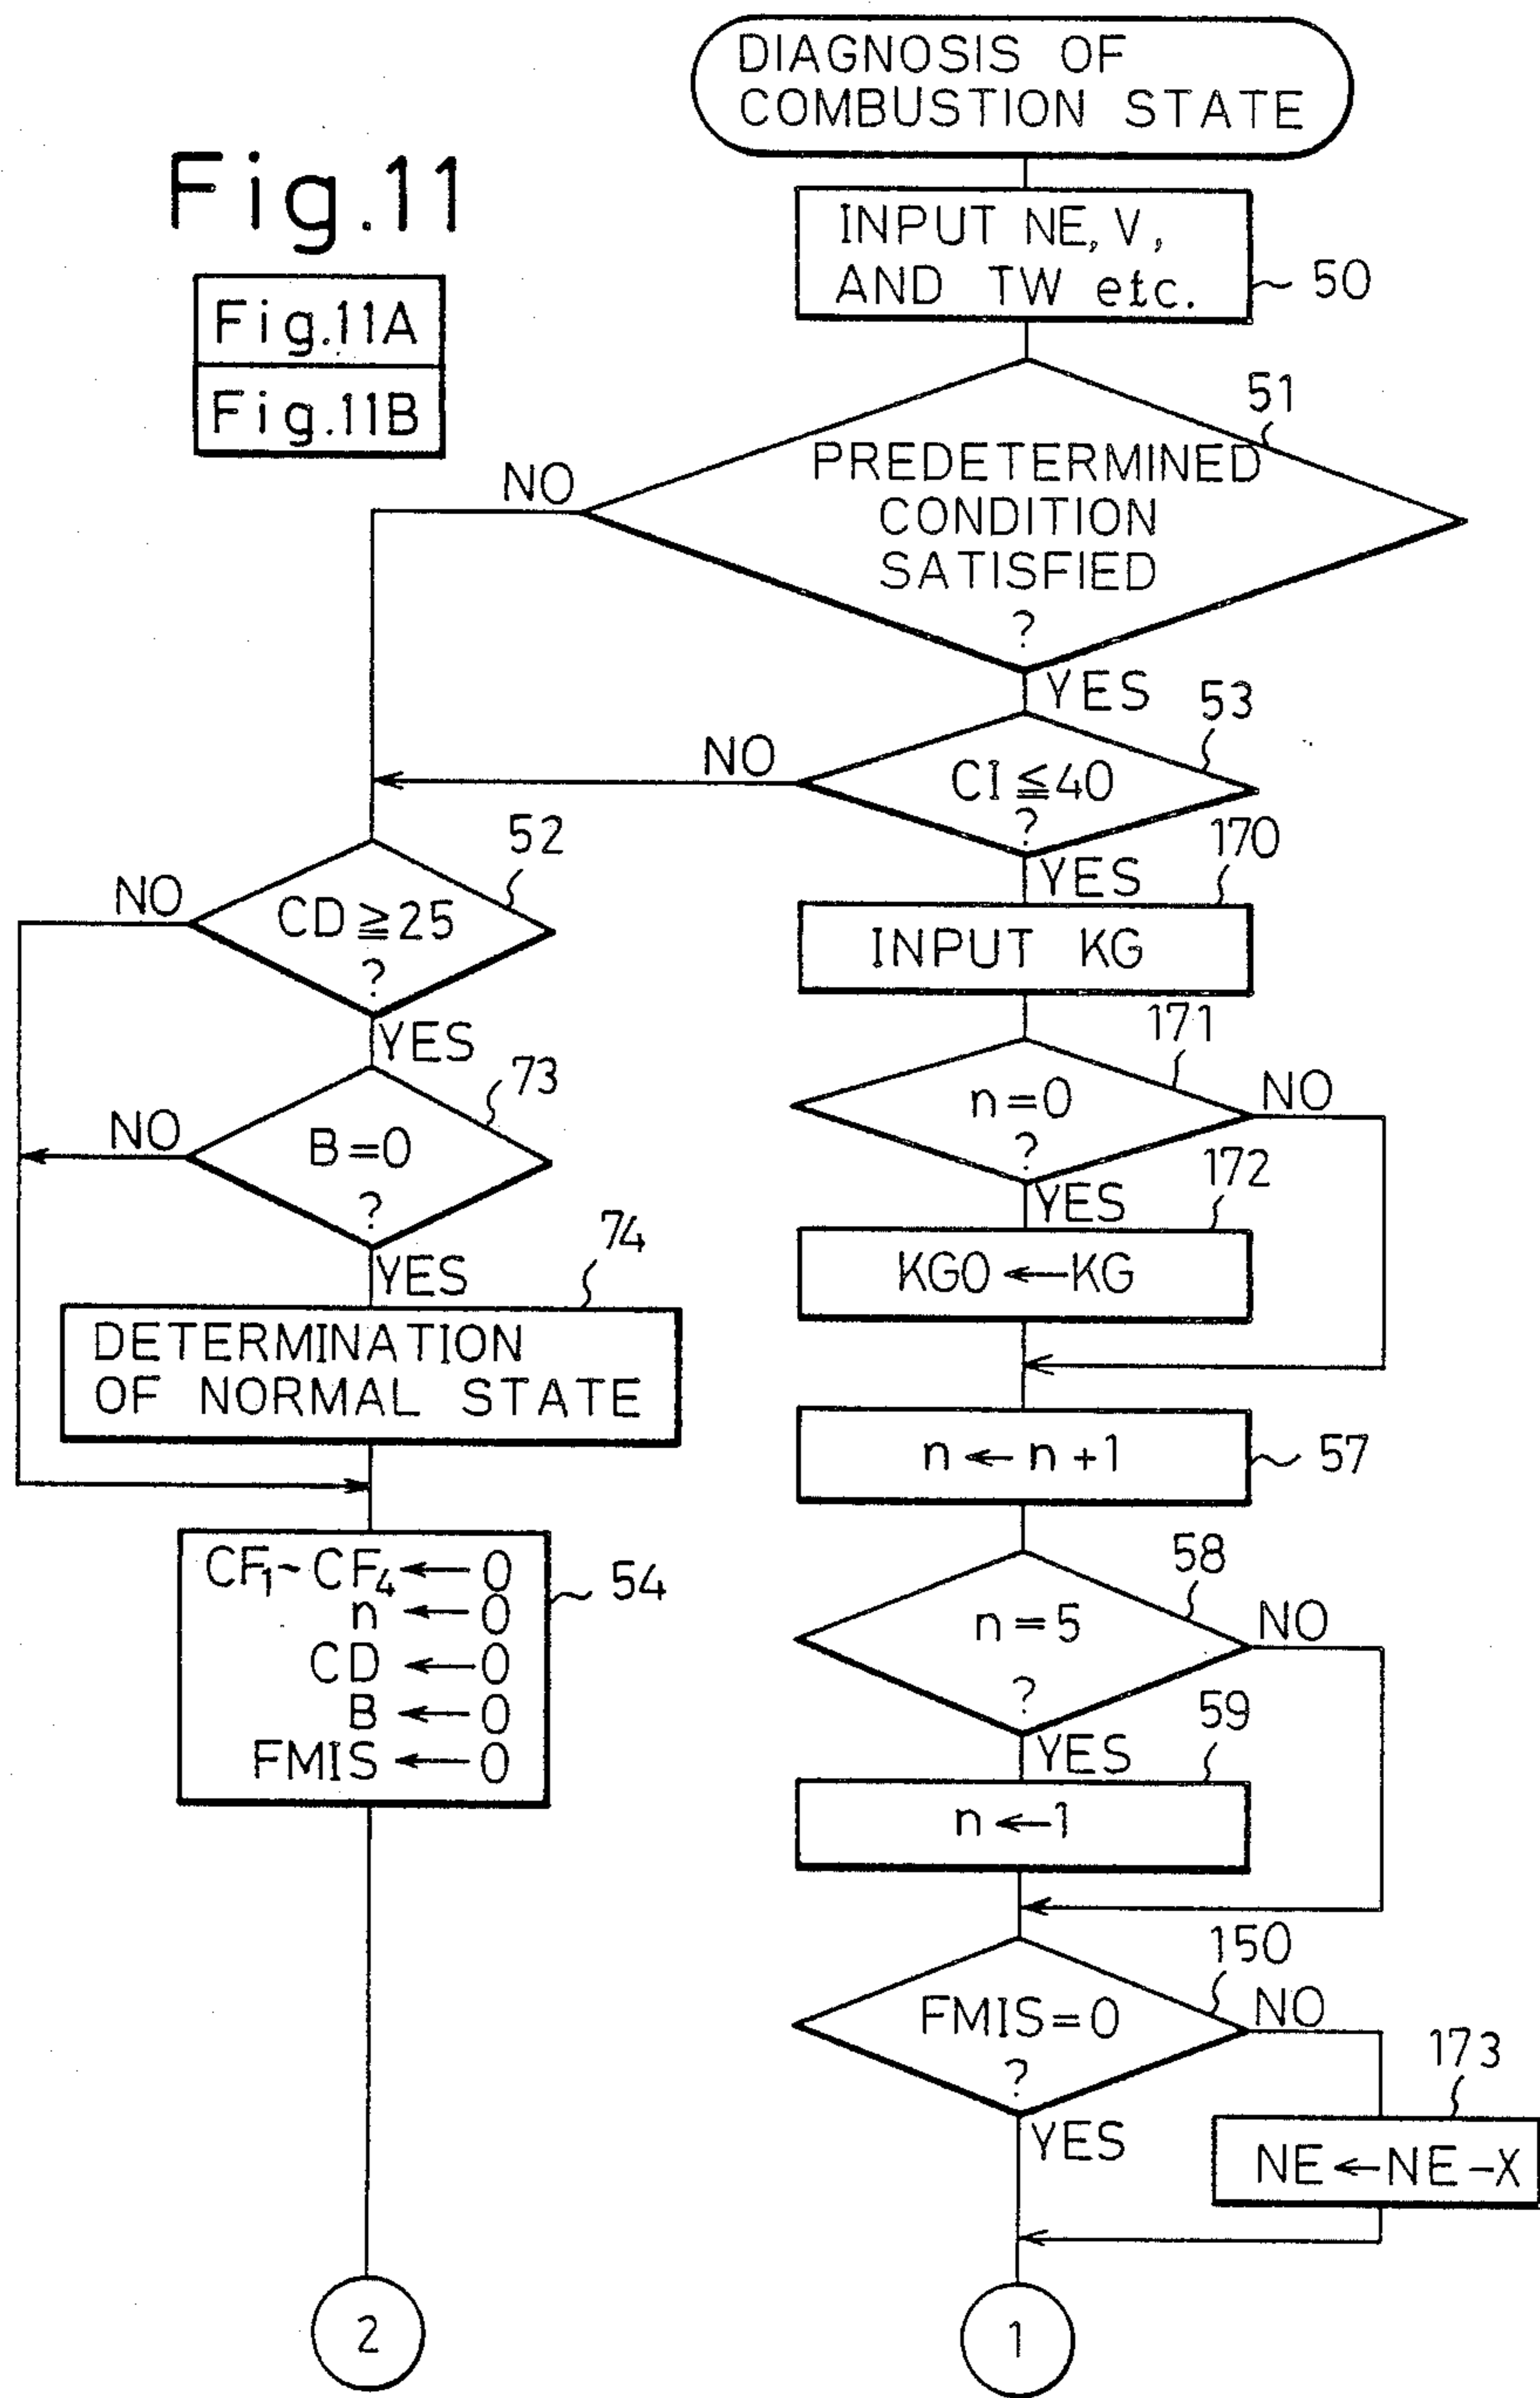 Fig.11
Fig.11A
Fig.11B
DIAGNOSIS OF
COMBUSTION STATE
INPUT NE, V,
AND TW etc.
50
51
PREDETERMINED
CONDITION
SATISFIED
?
NO
YES
53
CI ≦ 40
?
NO
YES
52
CD ≧ 25
?
NO
YES
73
B = 0
?
NO
YES
74
DETERMINATION
OF NORMAL STATE
CF₁~CF₄ ← 0
n ← 0
CD ← 0
B ← 0
FMIS ← 0
54
2
170
INPUT KG
171
n = 0
?
NO
YES
172
KG0 ← KG
n ← n + 1
57
58
n = 5
?
NO
YES
59
n ← 1
150
FMIS = 0
?
NO
YES
173
NE ← NE - X
1